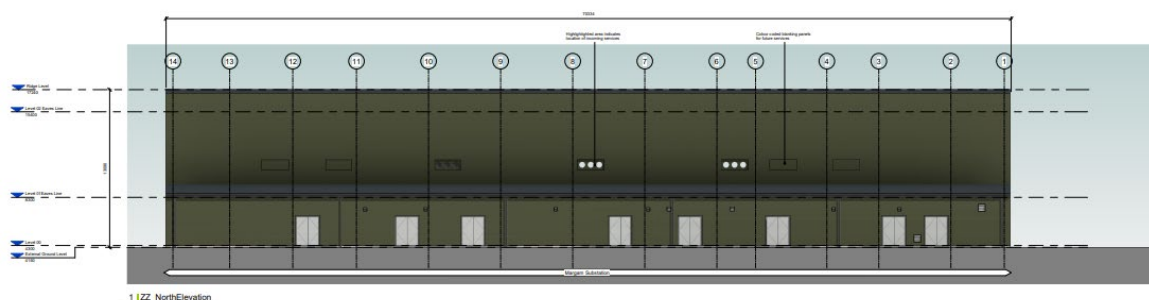 Highlighted area indicates
location of incoming services
Colour coded blanking panels
for future services
14 13 12 11 10 9 8 7 6 5 4 3 2 1
Ridge Level
Level 02 Eaves Line
Level 01 Eaves Line
Level 00
External Ground Level
Margam Substation
1 ZZ_NorthElevation